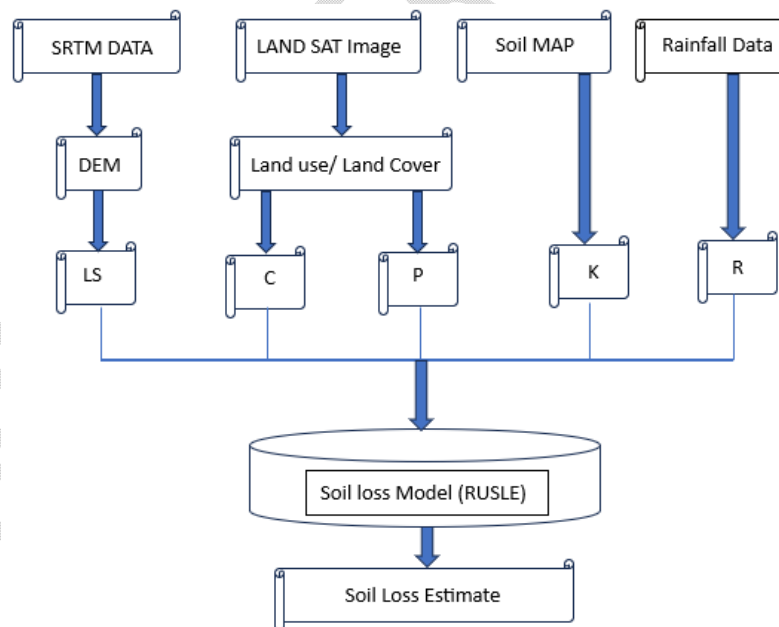 SRTM DATA
LAND SAT Image
Soil MAP
Rainfall Data
DEM
Land use/ Land Cover
LS
C
P
K
R
Soil loss Model (RUSLE)
Soil Loss Estimate